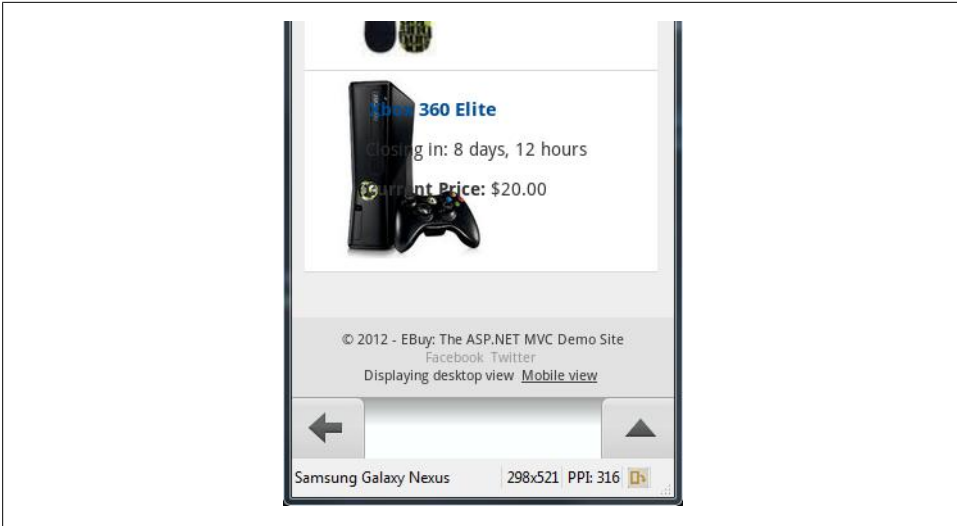 Xbox 360 Elite
Closing in: 8 days, 12 hours
Current Price: $20.00
© 2012 - EBuy: The ASP.NET MVC Demo Site
Facebook Twitter
Displaying desktop view Mobile view
Samsung Galaxy Nexus 298x521 PPI: 316